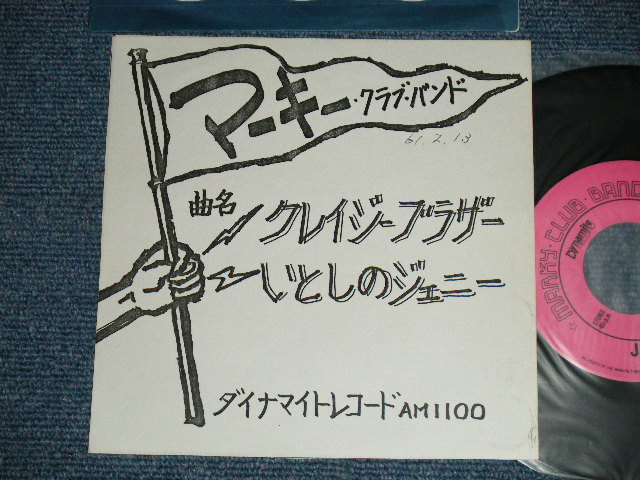 マーキー・クラブ・バンド
61.2.13
曲名 クレイジーブラザー
いとしのジェニー
ダイナマイトレコード AM1100
☆ MARKY・CLUB・BAND
Dynamite
STEREO
J